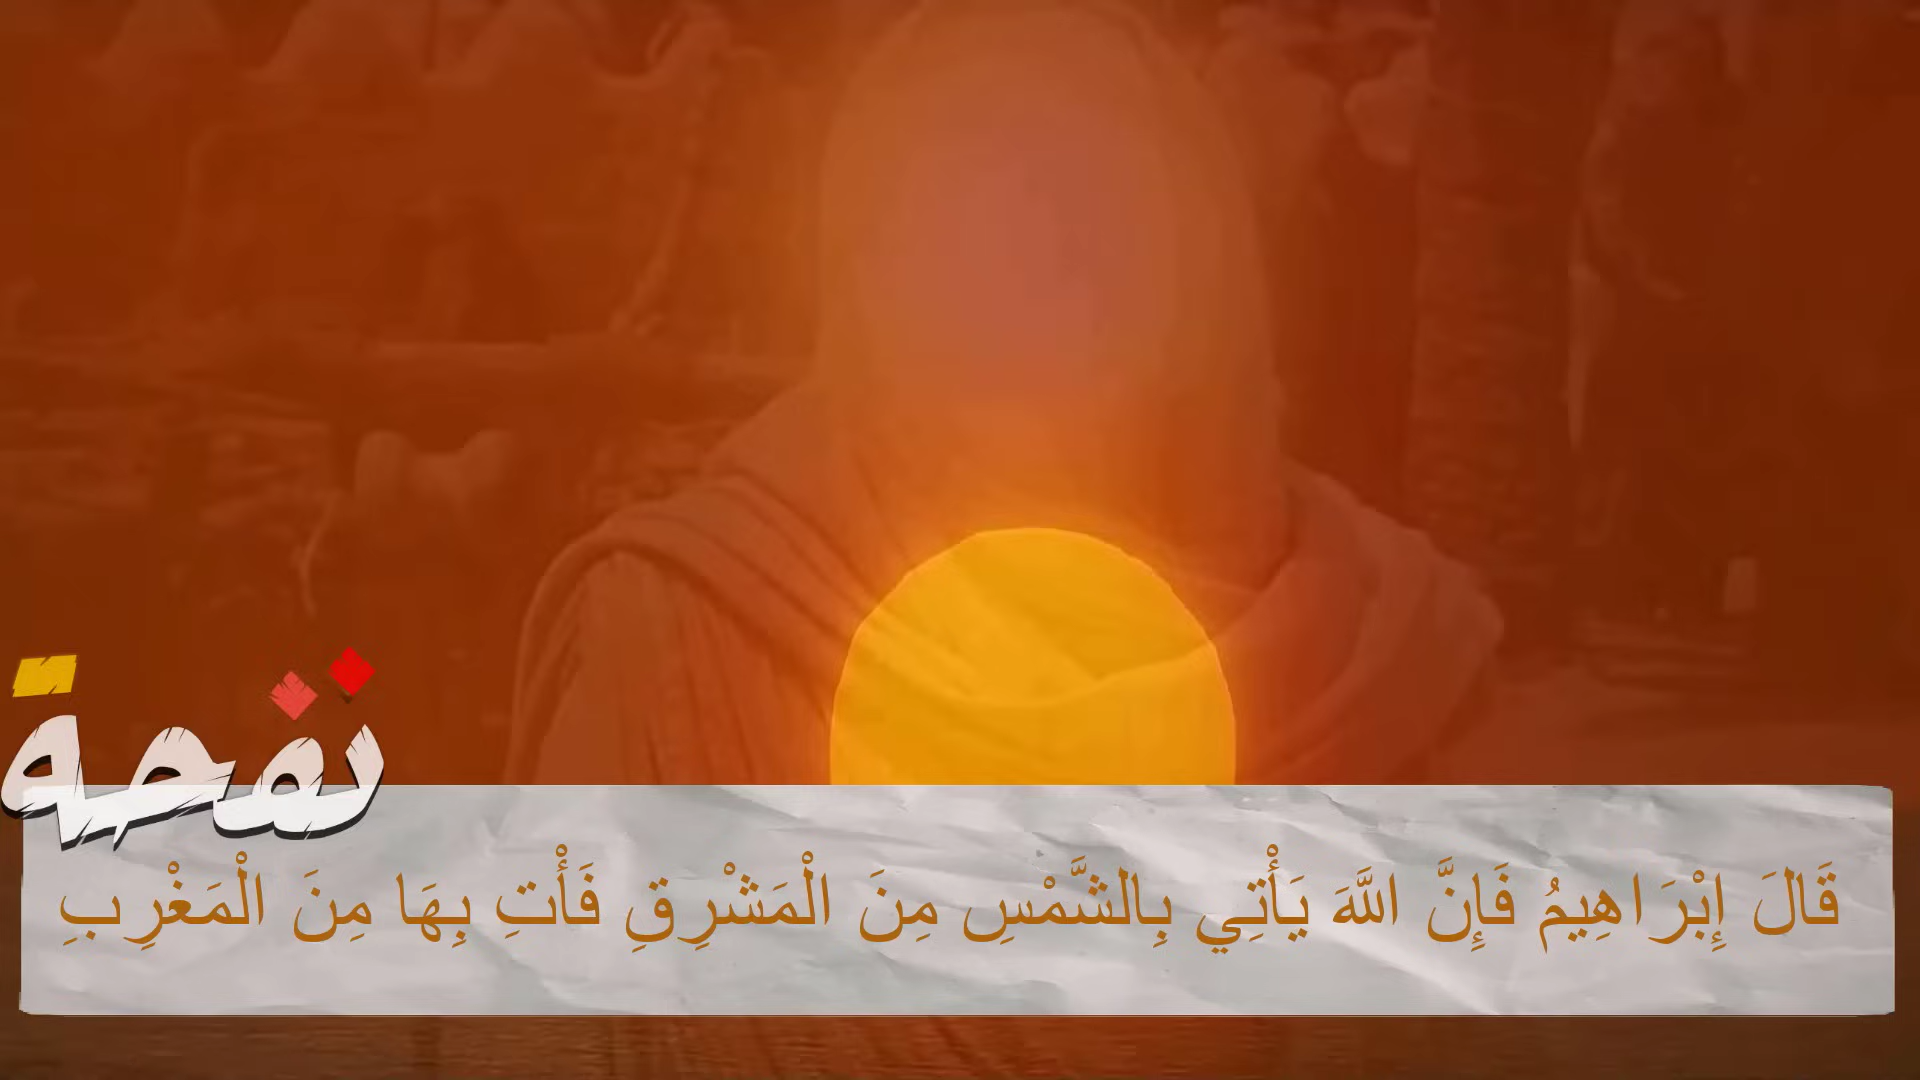 نفحة
قَالَ إِبْرَاهِيمُ فَإِنَّ اللَّهَ يَأْتِي بِالشَّمْسِ مِنَ الْمَشْرِقِ فَأْتِ بِهَا مِنَ الْمَغْرِبِ